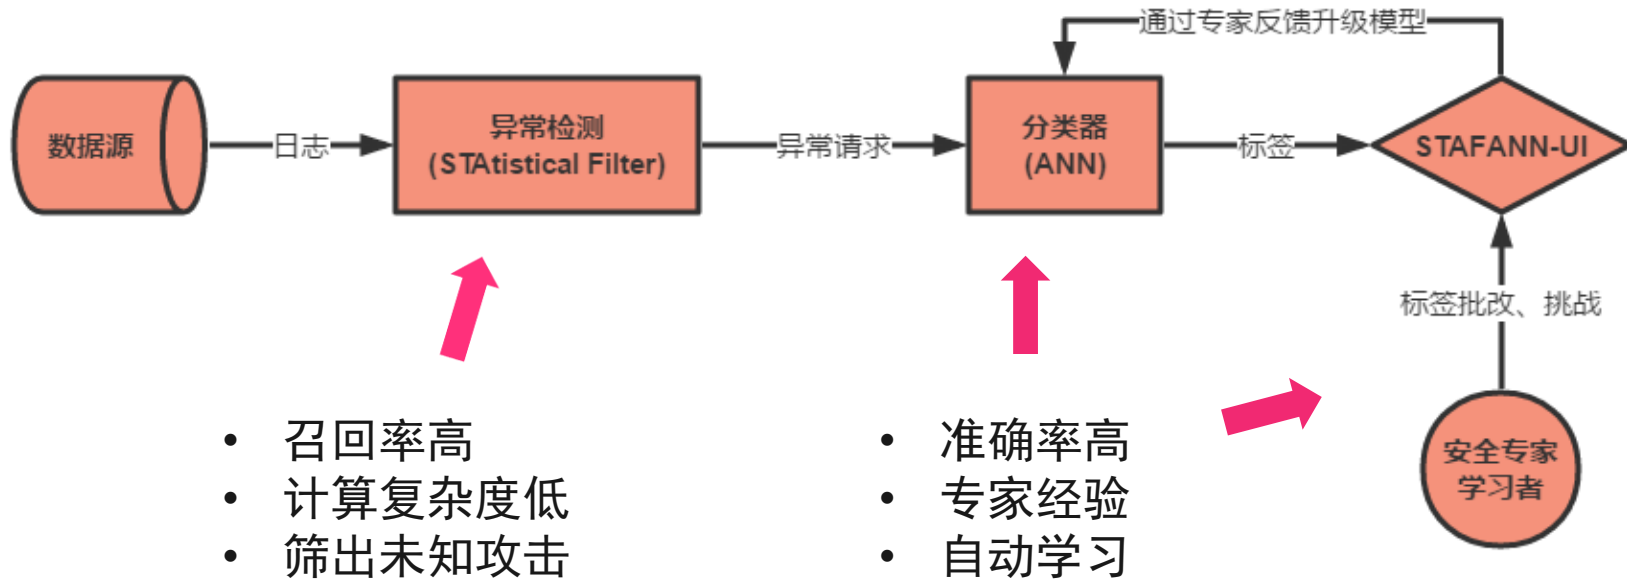 通过专家反馈升级模型
数据源
日志
异常检测
(STAtistical Filter)
异常请求
分类器
(ANN)
标签
STAFANN-UI
标签批改、挑战
安全专家
学习者
• 召回率高
• 计算复杂度低
• 筛出未知攻击
• 准确率高
• 专家经验
• 自动学习